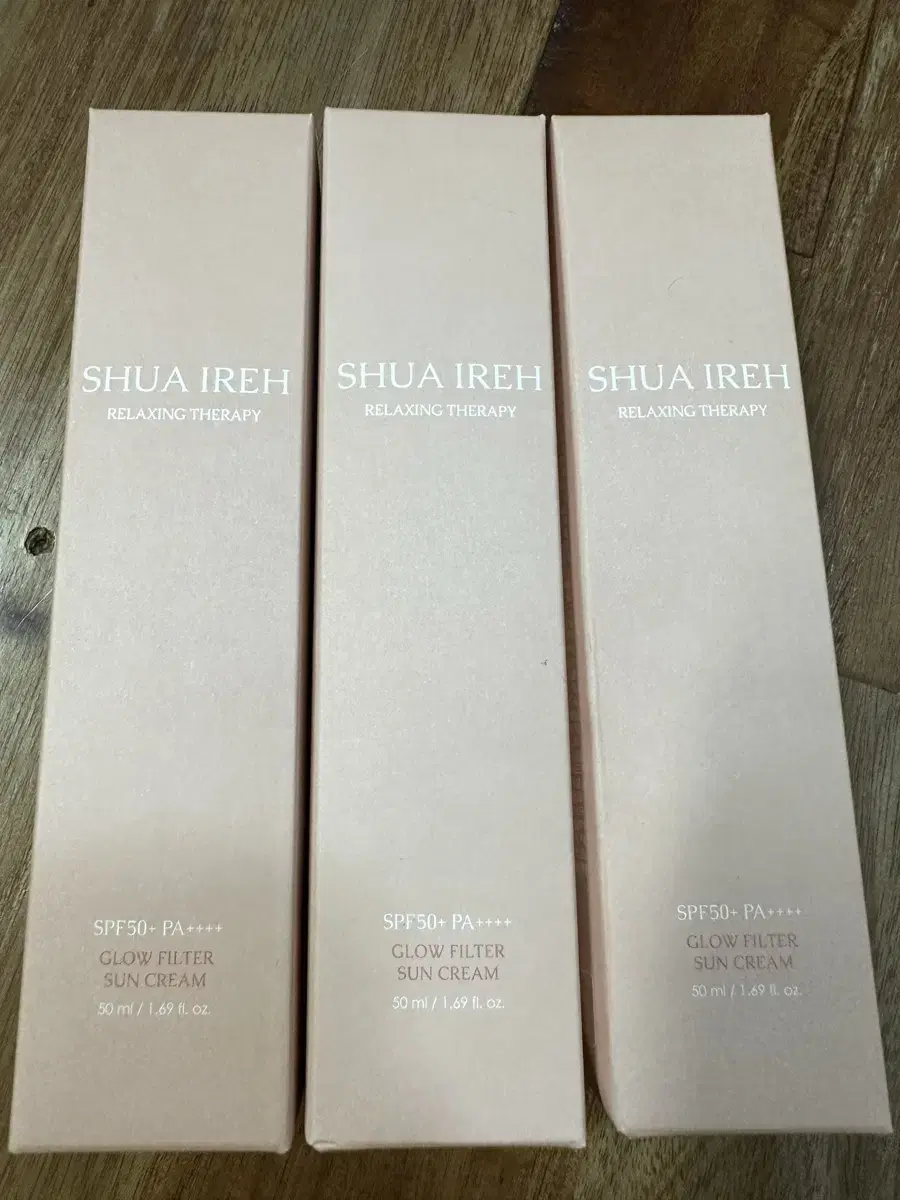 SHUA IREH
RELAXING THERAPY
SPF50+ PA++++
GLOW FILTER
SUN CREAM
50 ml / 1.69 fl. oz.
SHUA IREH
RELAXING THERAPY
SPF50+ PA++++
GLOW FILTER
SUN CREAM
50 ml / 1.69 fl. oz.
SHUA IREH
RELAXING THERAPY
SPF50+ PA++++
GLOW FILTER
SUN CREAM
50 ml / 1.69 fl. oz.